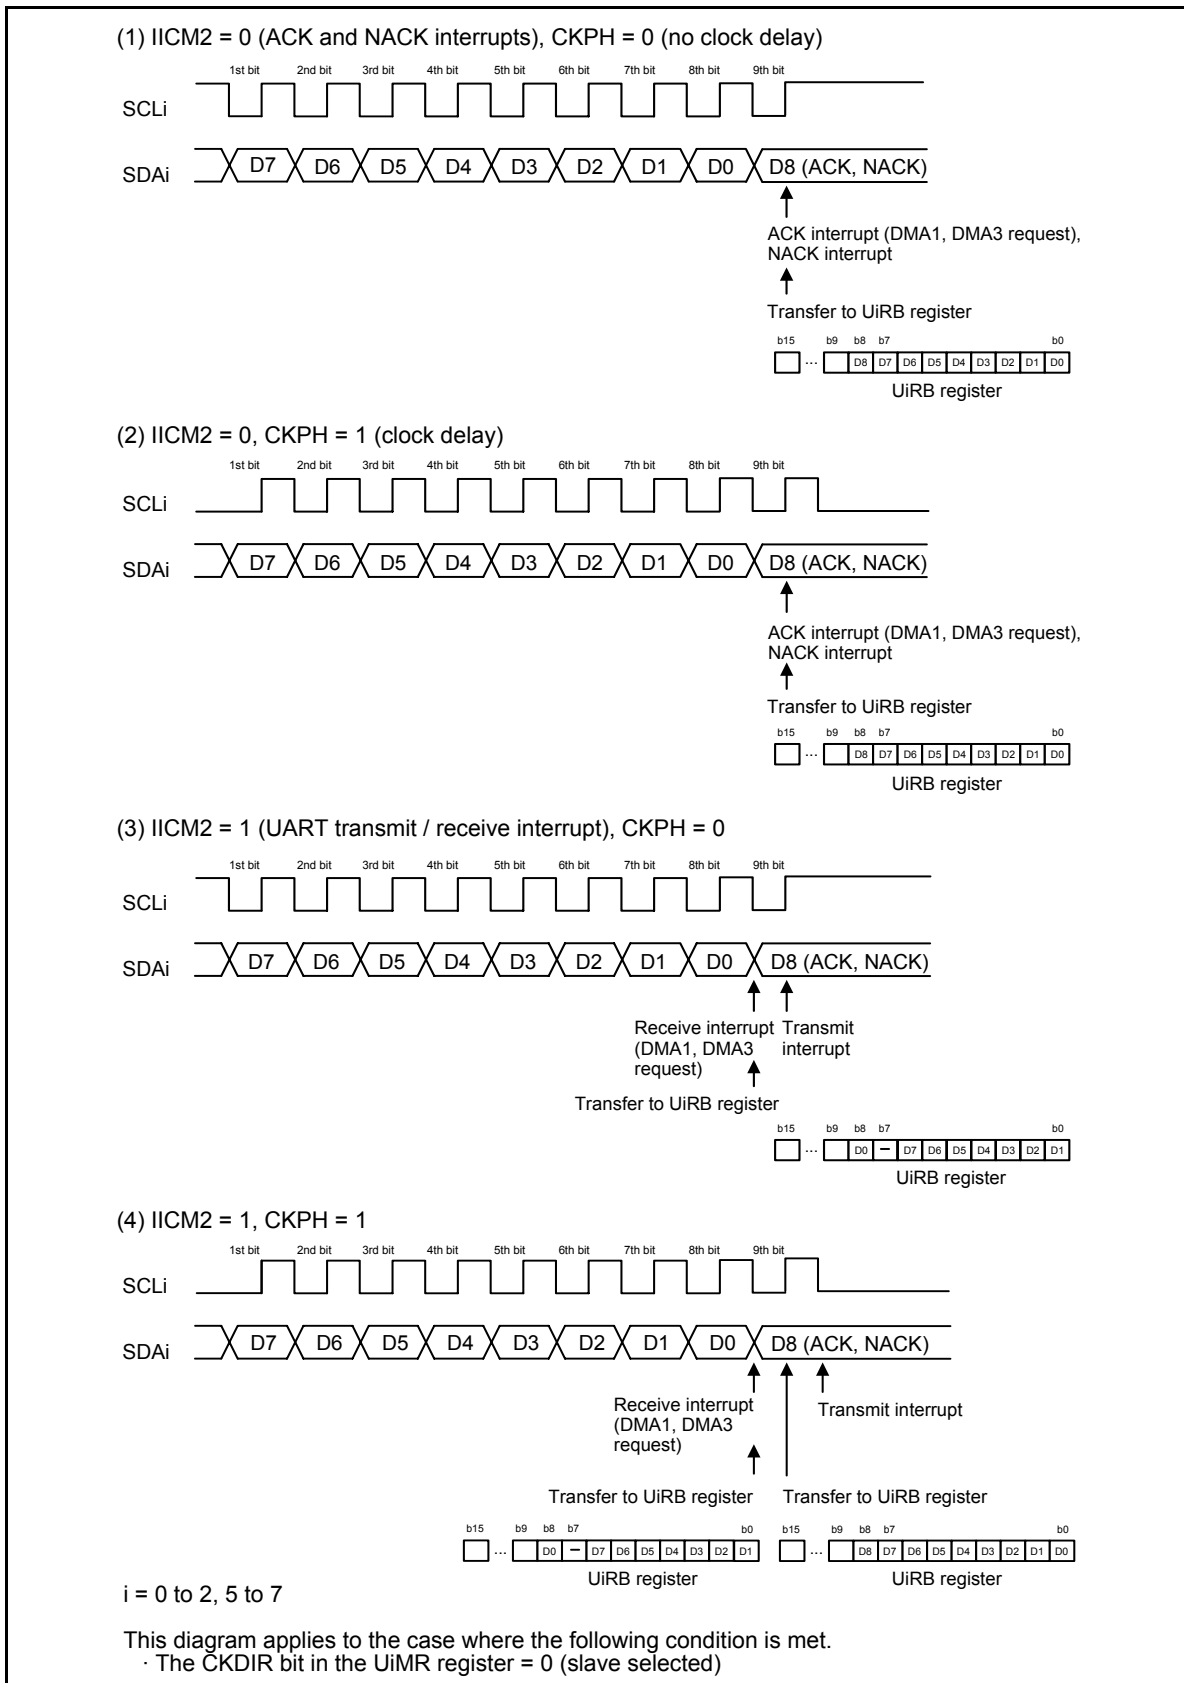 (1) IICM2 = 0 (ACK and NACK interrupts), CKPH = 0 (no clock delay)
1st bit 2nd bit 3rd bit 4th bit 5th bit 6th bit 7th bit 8th bit 9th bit
SCLi
SDAi D7 D6 D5 D4 D3 D2 D1 D0 D8 (ACK, NACK)
ACK interrupt (DMA1, DMA3 request),
NACK interrupt
Transfer to UiRB register
b15 b9 b8 b7 b0
... D8 D7 D6 D5 D4 D3 D2 D1 D0
UiRB register
(2) IICM2 = 0, CKPH = 1 (clock delay)
1st bit 2nd bit 3rd bit 4th bit 5th bit 6th bit 7th bit 8th bit 9th bit
SCLi
SDAi D7 D6 D5 D4 D3 D2 D1 D0 D8 (ACK, NACK)
ACK interrupt (DMA1, DMA3 request),
NACK interrupt
Transfer to UiRB register
b15 b9 b8 b7 b0
... D8 D7 D6 D5 D4 D3 D2 D1 D0
UiRB register
(3) IICM2 = 1 (UART transmit / receive interrupt), CKPH = 0
1st bit 2nd bit 3rd bit 4th bit 5th bit 6th bit 7th bit 8th bit 9th bit
SCLi
SDAi D7 D6 D5 D4 D3 D2 D1 D0 D8 (ACK, NACK)
Receive interrupt Transmit
(DMA1, DMA3 interrupt
request)
Transfer to UiRB register
b15 b9 b8 b7 b0
... D0 – D7 D6 D5 D4 D3 D2 D1
UiRB register
(4) IICM2 = 1, CKPH = 1
1st bit 2nd bit 3rd bit 4th bit 5th bit 6th bit 7th bit 8th bit 9th bit
SCLi
SDAi D7 D6 D5 D4 D3 D2 D1 D0 D8 (ACK, NACK)
Receive interrupt Transmit interrupt
(DMA1, DMA3
request)
Transfer to UiRB register Transfer to UiRB register
b15 b9 b8 b7 b0 b15 b9 b8 b7 b0
... D0 – D7 D6 D5 D4 D3 D2 D1 ... D8 D7 D6 D5 D4 D3 D2 D1 D0
UiRB register UiRB register
i = 0 to 2, 5 to 7
This diagram applies to the case where the following condition is met.
· The CKDIR bit in the UiMR register = 0 (slave selected)